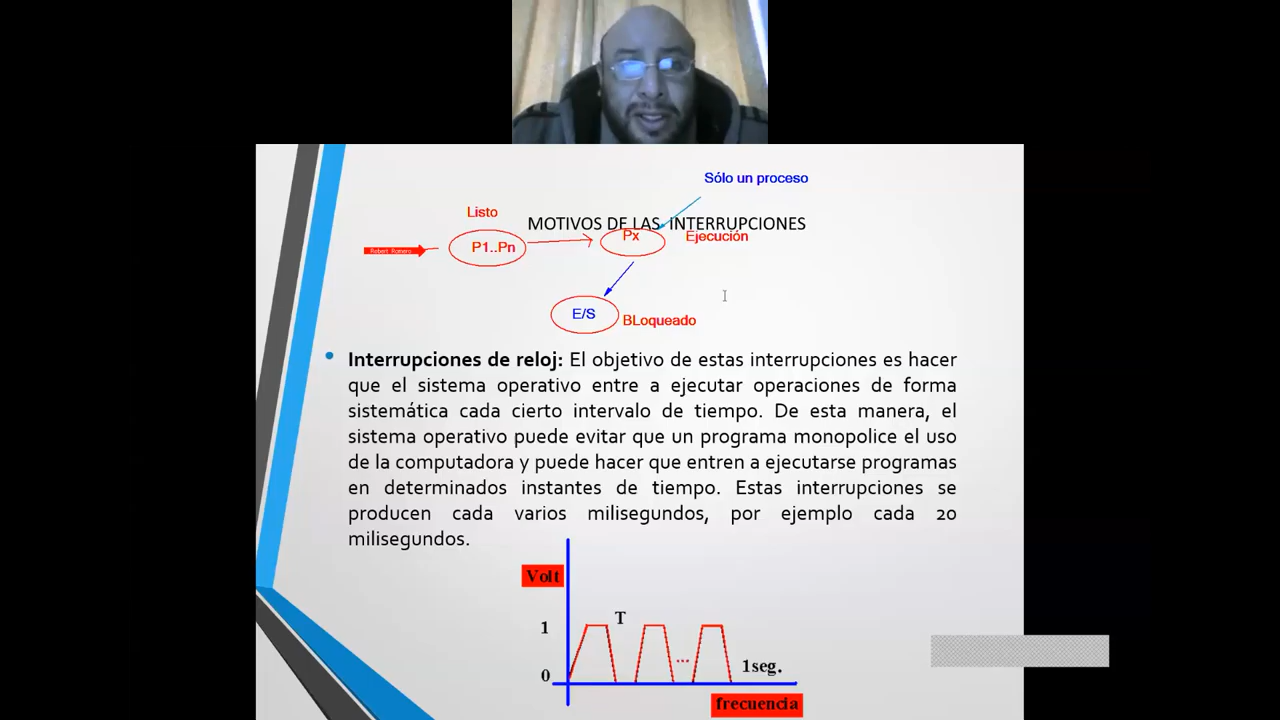 Sólo un proceso
Listo
MOTIVOS DE LAS INTERRUPCIONES
Px
Ejecución
Robert Romero
P1..Pn
E/S
BLoqueado
• Interrupciones de reloj: El objetivo de estas interrupciones es hacer
que el sistema operativo entre a ejecutar operaciones de forma
sistemática cada cierto intervalo de tiempo. De esta manera, el
sistema operativo puede evitar que un programa monopolice el uso
de la computadora y puede hacer que entren a ejecutarse programas
en determinados instantes de tiempo. Estas interrupciones se
producen cada varios milisegundos, por ejemplo cada 20
milisegundos.
Volt
T
1
...
1seg.
0
frecuencia